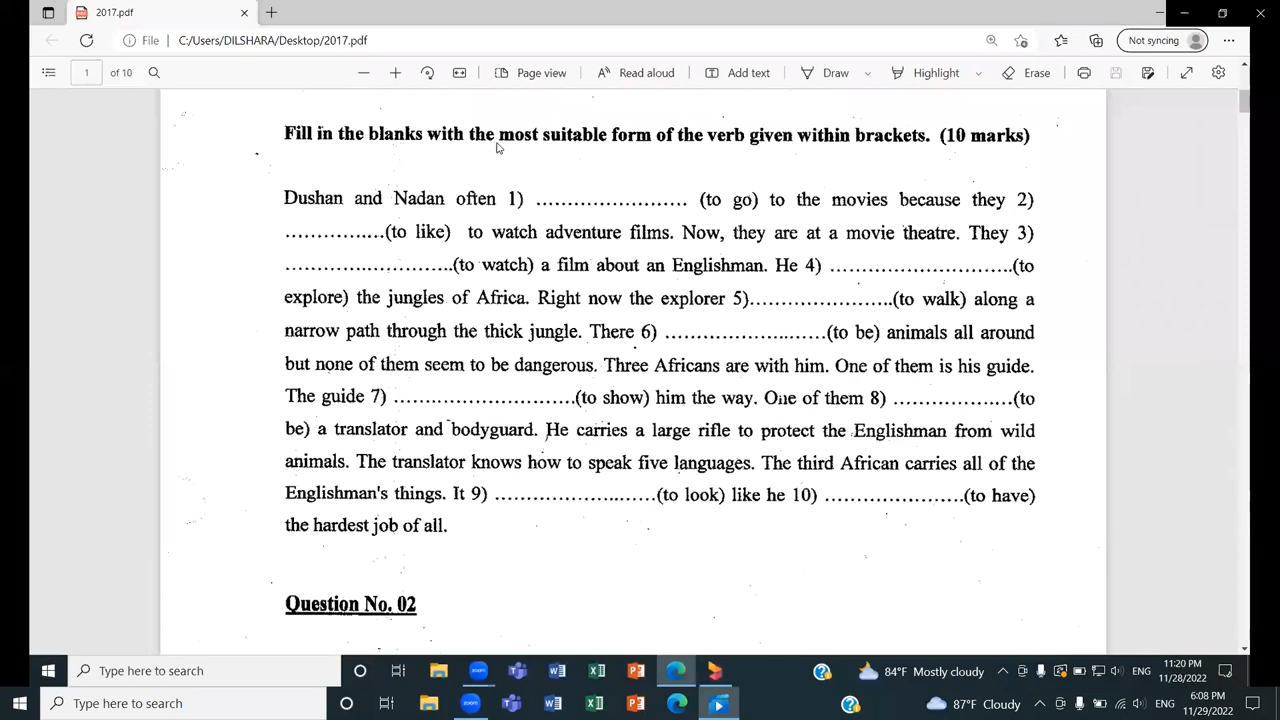 2017.pdf
File
C:/Users/DILSHARA/Desktop/2017.pdf
Not syncing
1 of 10
Page view
Read aloud
Add text
Draw
Highlight
Erase
Fill in the blanks with the most suitable form of the verb given within brackets. (10 marks)
Dushan and Nadan often 1) ........................ (to go) to the movies because they 2)
................(to like) to watch adventure films. Now, they are at a movie theatre. They 3)
...........................(to watch) a film about an Englishman. He 4) .............................(to
explore) the jungles of Africa. Right now the explorer 5).......................(to walk) along a
narrow path through the thick jungle. There 6) ..........................(to be) animals all around
but none of them seem to be dangerous. Three Africans are with him. One of them is his guide.
The guide 7) .............................(to show) him the way. One of them 8) ...................(to
be) a translator and bodyguard. He carries a large rifle to protect the Englishman from wild
animals. The translator knows how to speak five languages. The third African carries all of the
Englishman's things. It 9) ..........................(to look) like he 10) ......................(to have)
the hardest job of all.
Question No. 02
Type here to search
84°F Mostly cloudy
ENG
11:20 PM
11/28/2022
Type here to search
87°F Cloudy
ENG
6:08 PM
11/29/2022